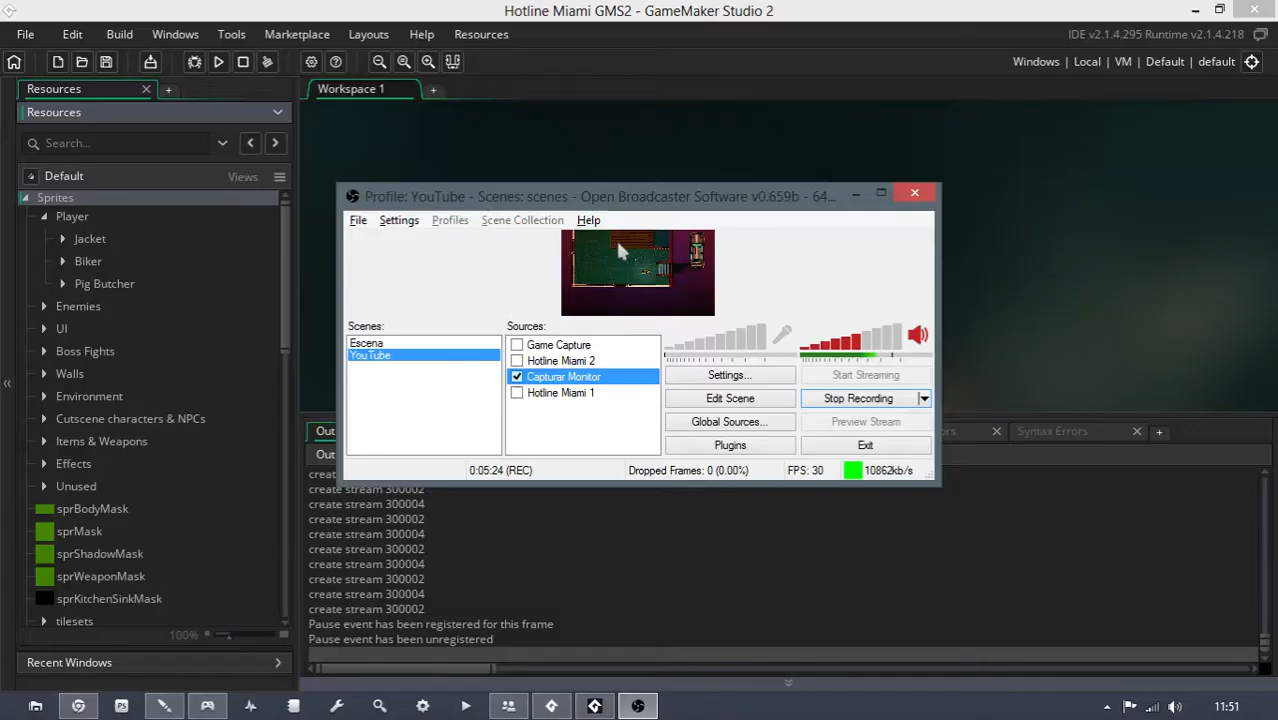 Hotline Miami GMS2 - GameMaker Studio 2
File Edit Build Windows Tools Marketplace Layouts Help Resources
IDE v2.1.4.295 Runtime v2.1.4.218
Windows | Local | VM | Default | default
Resources
Workspace 1
Resources
Search...
Default
Views
Sprites
Player
Jacket
Biker
Pig Butcher
Enemies
UI
Boss Fights
Walls
Environment
Cutscene characters & NPCs
Items & Weapons
Effects
Unused
sprBodyMask
sprMask
sprShadowMask
sprWeaponMask
sprKitchenSinkMask
tilesets
100%
Recent Windows
Profile: YouTube - Scenes: scenes - Open Broadcaster Software v0.659b - 64...
File Settings Profiles Scene Collection Help
Scenes:
Escena
YouTube
Sources:
Game Capture
Hotline Miami 2
Capturar Monitor
Hotline Miami 1
Settings...
Start Streaming
Edit Scene
Stop Recording
Global Sources...
Preview Stream
Plugins
Exit
0:05:24 (REC)
Dropped Frames: 0 (0.00%)
FPS: 30
10862kb/s
Out
Syntax Errors
Out
create stream 300002
create stream 300004
create stream 300002
create stream 300004
create stream 300002
create stream 300004
create stream 300002
create stream 300004
create stream 300002
Pause event has been registered for this frame
Pause event has been unregistered
11:51